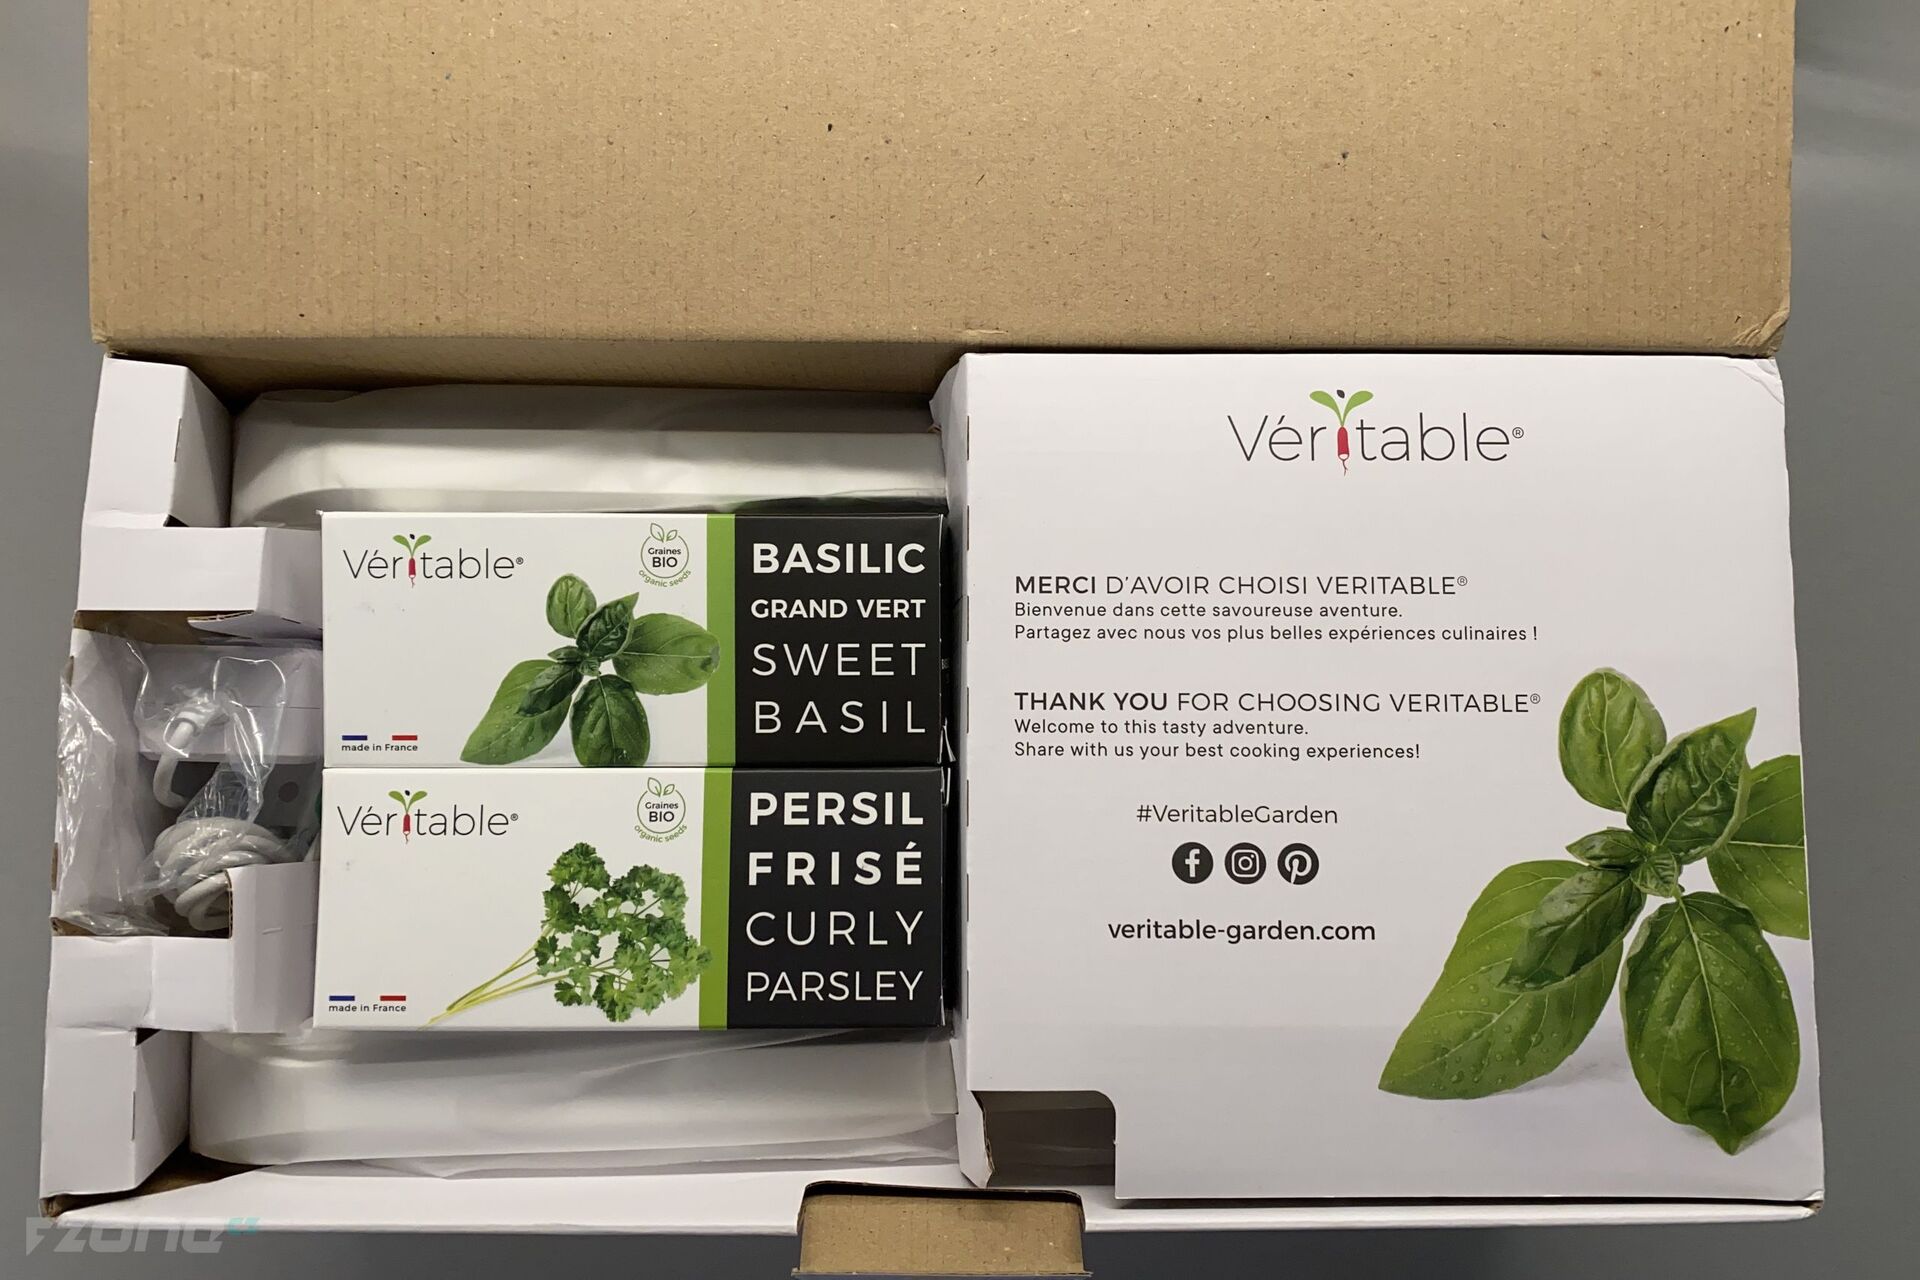 Véritable®
Graines
BIO
organic seeds
BASILIC
GRAND VERT
SWEET
BASIL
made in France
Véritable®
Graines
BIO
organic seeds
PERSIL
FRISÉ
CURLY
PARSLEY
made in France
Véritable®
MERCI D'AVOIR CHOISI VERITABLE®
Bienvenue dans cette savoureuse aventure.
Partagez avec nous vos plus belles expériences culinaires !
THANK YOU FOR CHOOSING VERITABLE®
Welcome to this tasty adventure.
Share with us your best cooking experiences!
#VeritableGarden
veritable-garden.com
fzone cz